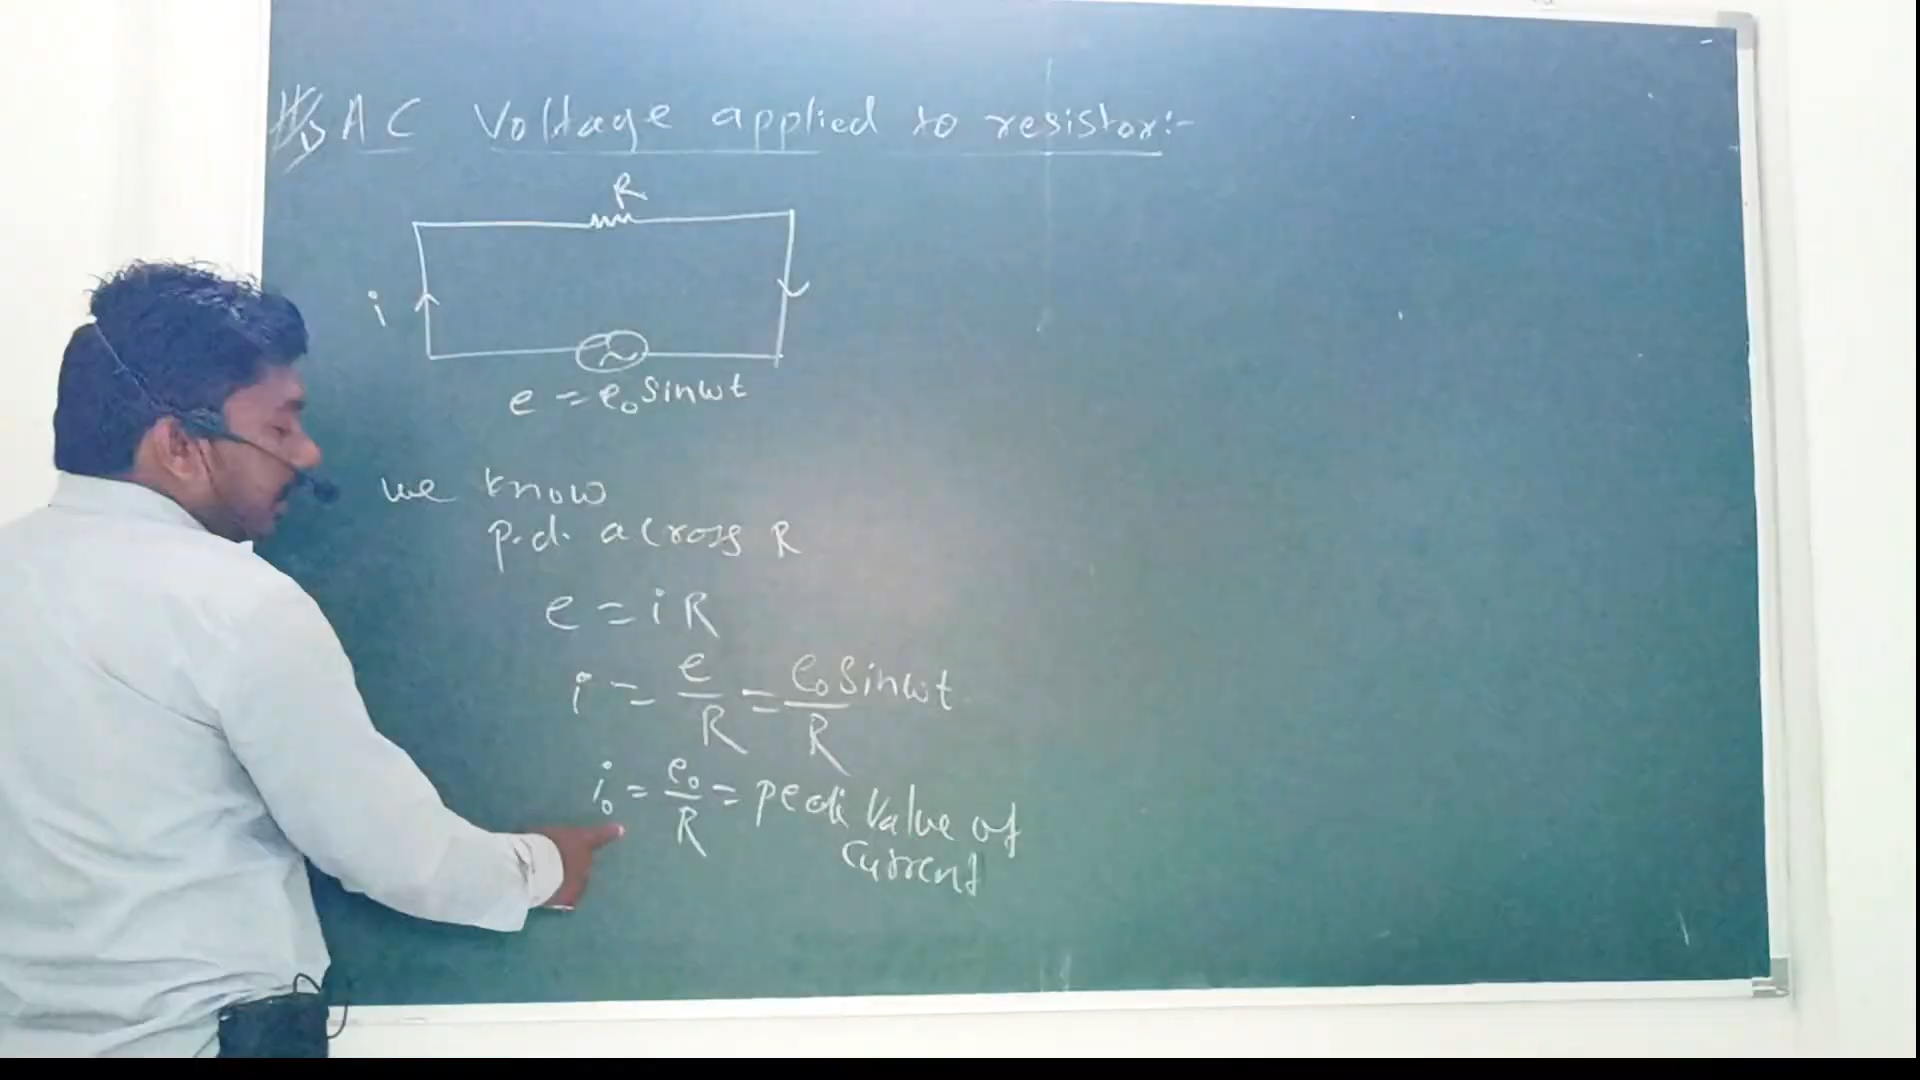 AC Voltage applied to resistor:-
R
i
e = e₀ sinωt
we know
p.d. across R
e = iR
i = e/R = e₀ sinωt/R
i₀ = e₀/R = peak value of
current